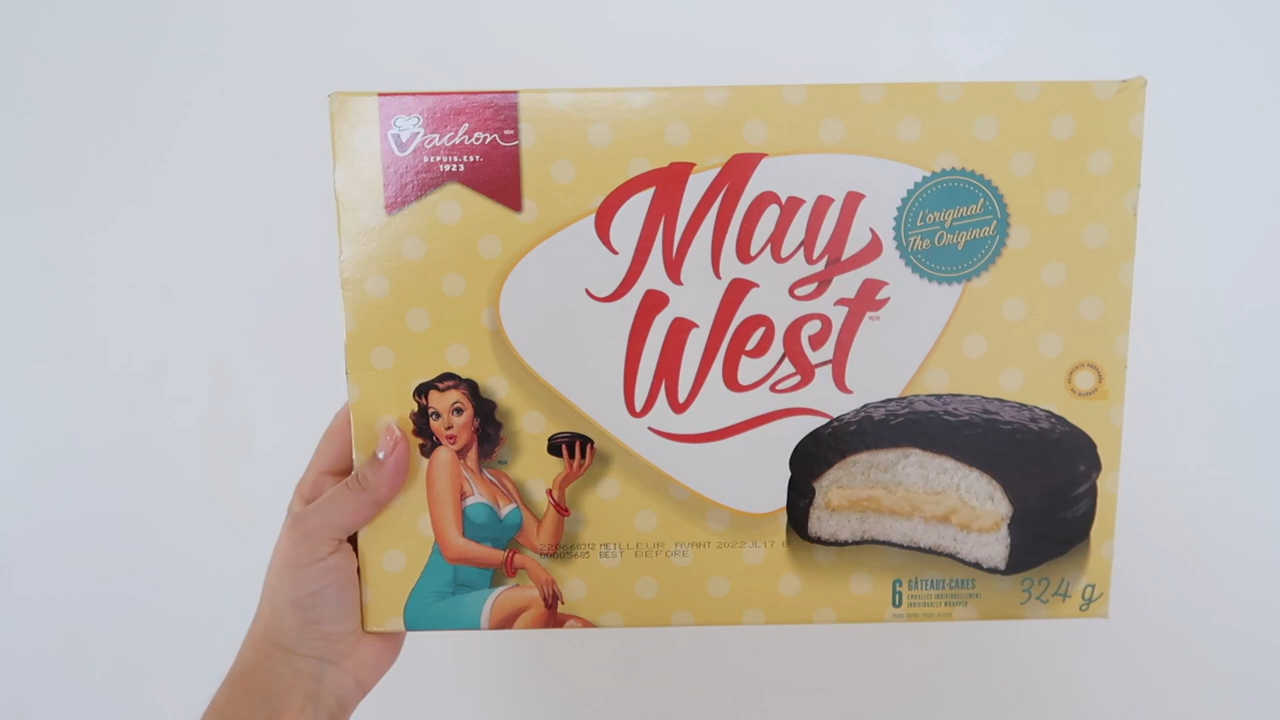 Vachon
DEPUIS.EST.
1923
May
West
L'original
The Original
220660312 MEILLEUR AVANT 2022JL17
00005685 BEST BEFORE
6 GÂTEAUX-CAKES
EMBALLÉS INDIVIDUELLEMENT
INDIVIDUALLY WRAPPED
324 g